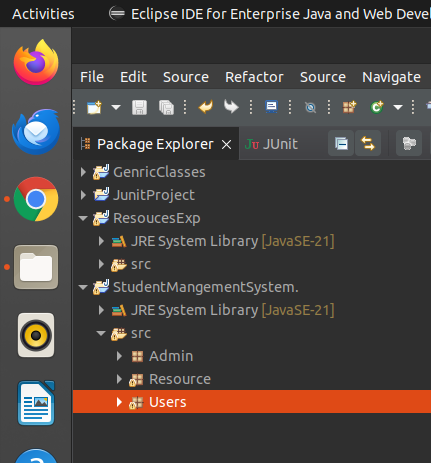 Activities Eclipse IDE for Enterprise Java and Web Deve
File Edit Source Refactor Source Navigate
Package Explorer JUnit
GenricClasses
JunitProject
ResoucesExp
JRE System Library [JavaSE-21]
src
StudentMangementSystem.
JRE System Library [JavaSE-21]
src
Admin
Resource
Users